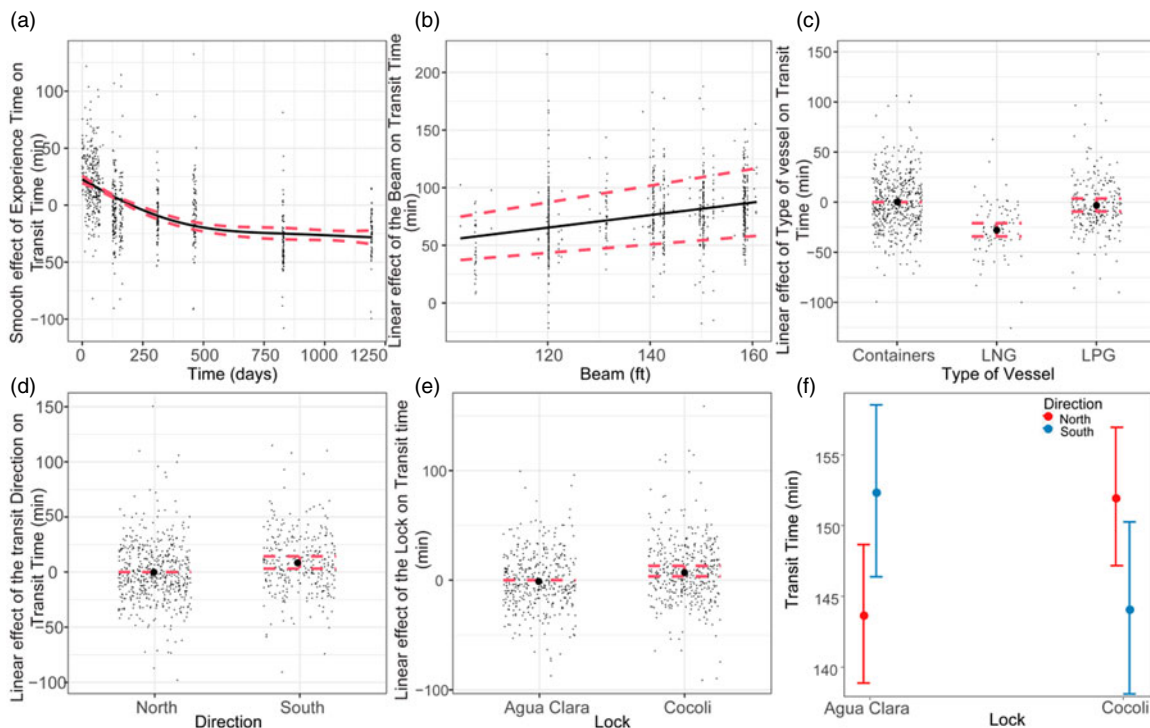 (a)
Smooth effect of Experience Time on
Transit Time (min)
100
50
0
−50
−100
0
250
500
750
1000
1250
Time (days)
(b)
Linear effect of the Beam on Transit Time
(min)
200
150
100
50
0
120
140
160
Beam (ft)
(c)
Linear effect of Type of vessel on Transit
Time (min)
150
100
50
0
−50
−100
Containers
LNG
LPG
Type of Vessel
(d)
Linear effect of the transit Direction on
Transit Time (min)
150
100
50
0
−50
−100
North
South
Direction
(e)
Linear effect of the Lock on Transit time
(min)
100
0
−100
Agua Clara
Cocoli
Lock
(f)
Transit Time (min)
155
150
145
140
Direction
North
South
Agua Clara
Cocoli
Lock